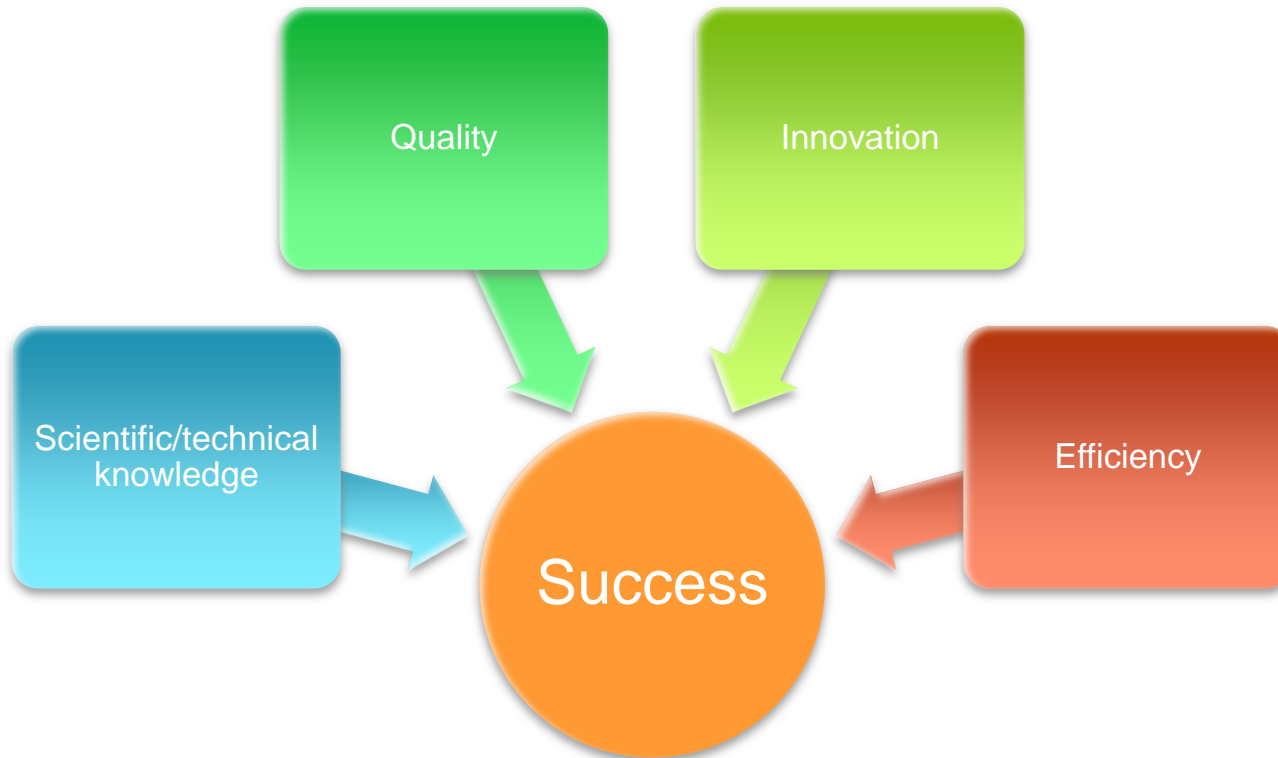 Quality
Innovation
Scientific/technical
knowledge
Efficiency
Success